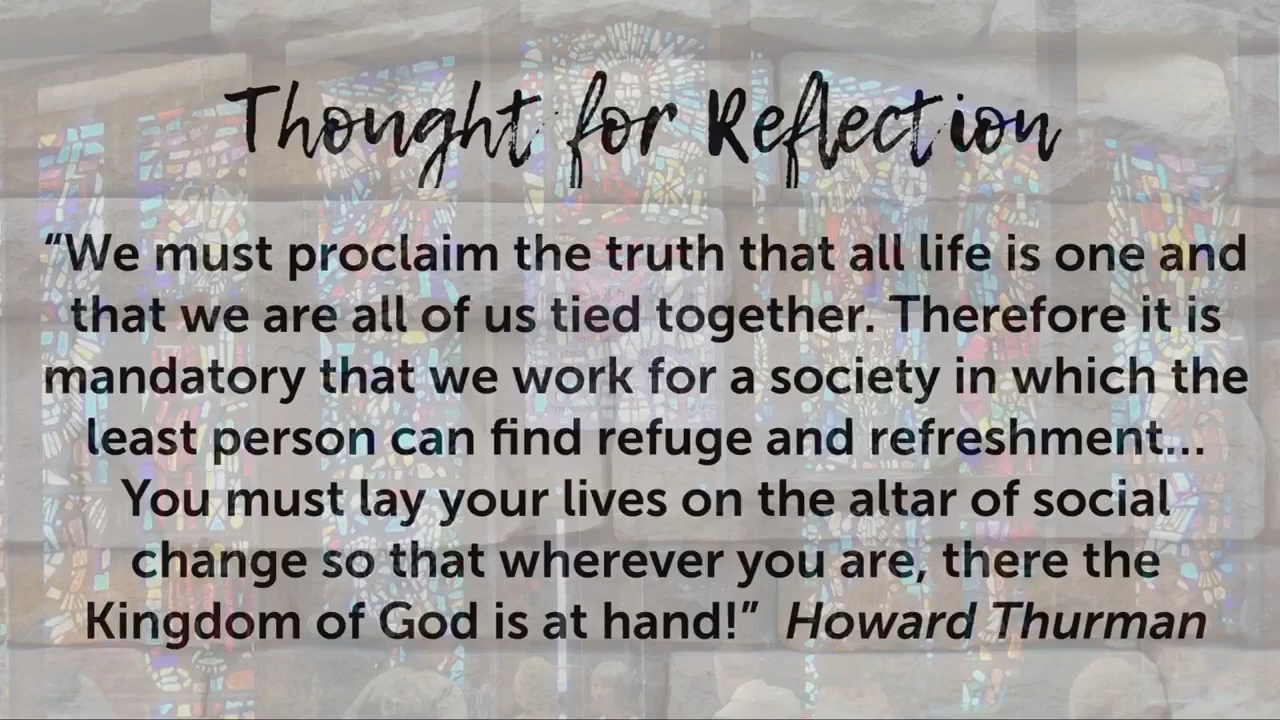 Thought for Reflection
“We must proclaim the truth that all life is one and
that we are all of us tied together. Therefore it is
mandatory that we work for a society in which the
least person can find refuge and refreshment...
You must lay your lives on the altar of social
change so that wherever you are, there the
Kingdom of God is at hand!” Howard Thurman